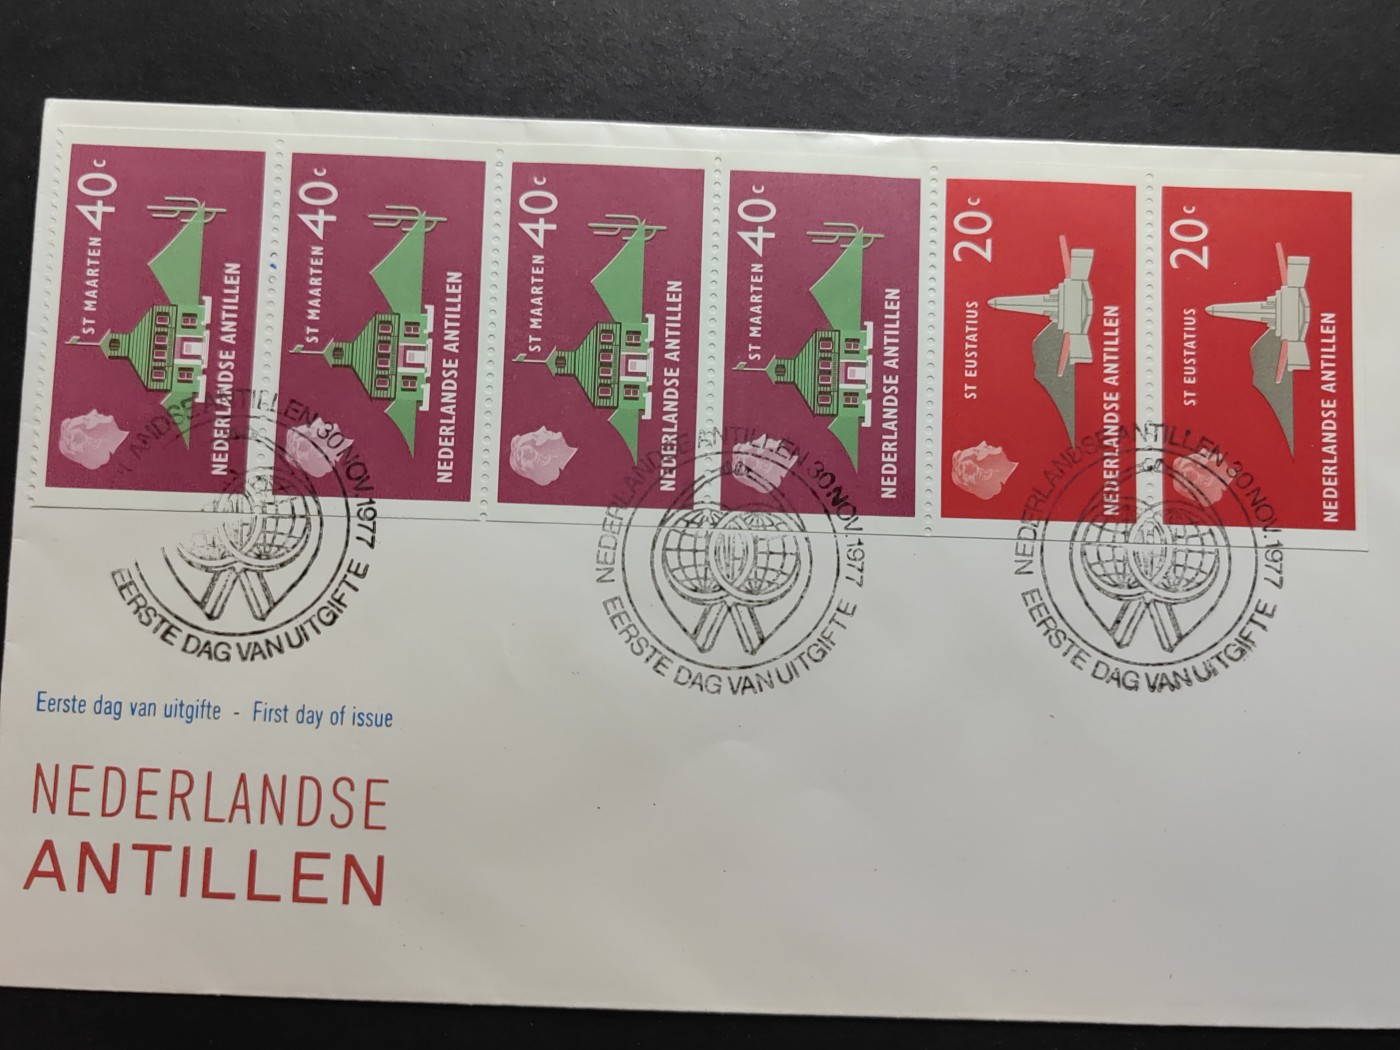 ST MAARTEN 40c
NEDERLANDSE ANTILLEN
ST MAARTEN 40c
NEDERLANDSE ANTILLEN
ST MAARTEN 40c
NEDERLANDSE ANTILLEN
ST MAARTEN 40c
NEDERLANDSE ANTILLEN
ST EUSTATIUS 20c
NEDERLANDSE ANTILLEN
ST EUSTATIUS 20c
NEDERLANDSE ANTILLEN
LANDSE ANTILLEN 30.NOV.1977
EERSTE DAG VAN UITGIFTE
NEDERLANDSE ANTILLEN 30.NOV.1977
EERSTE DAG VAN UITGIFTE
NEDERLANDSE ANTILLEN 30.NOV.1977
EERSTE DAG VAN UITGIFTE
Eerste dag van uitgifte - First day of issue
NEDERLANDSE
ANTILLEN